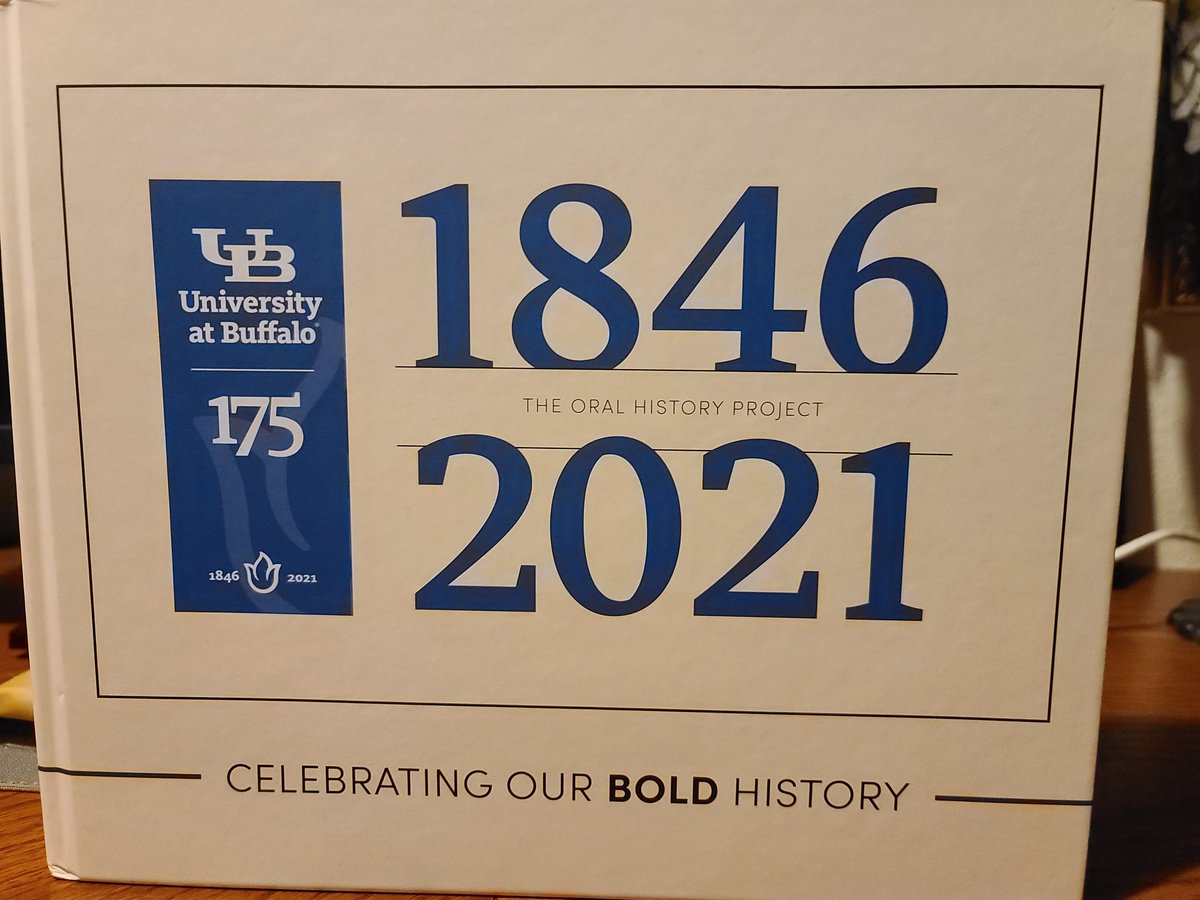 UB
University
at Buffalo
175
1846 2021
1846
THE ORAL HISTORY PROJECT
2021
CELEBRATING OUR BOLD HISTORY